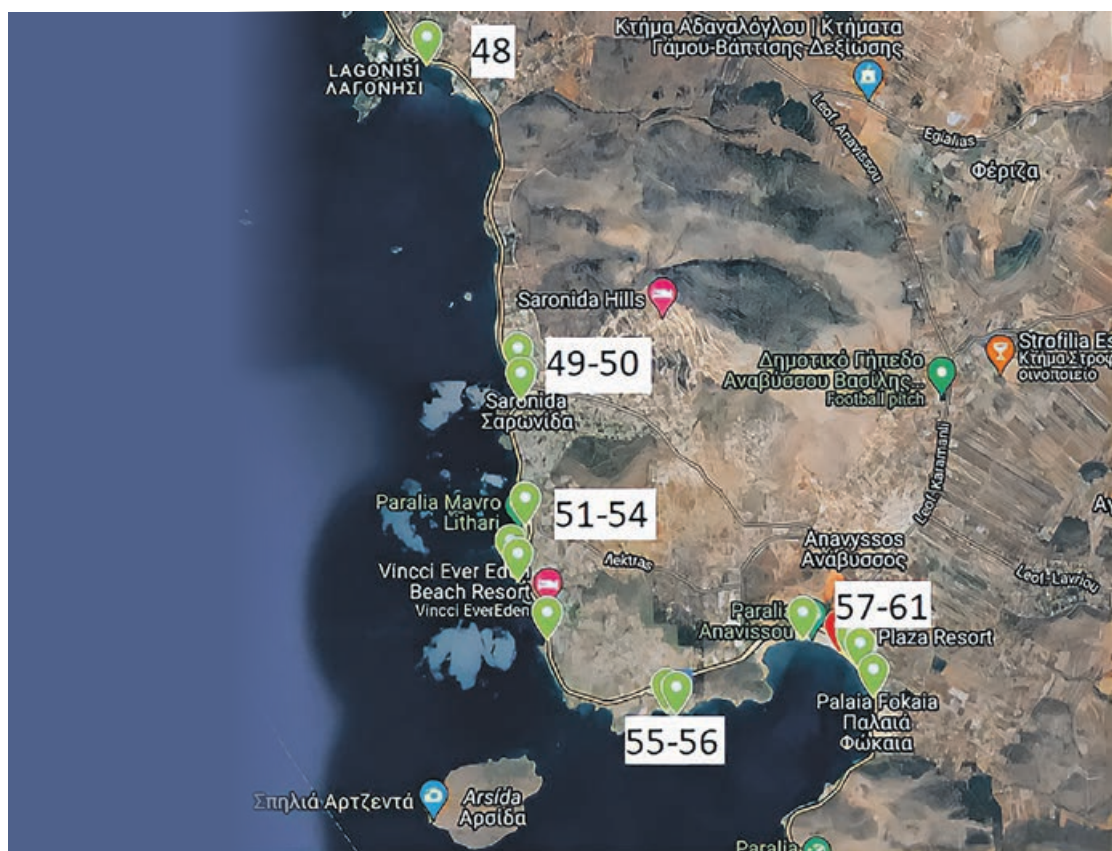 Κτήμα Αδαναλόγλου | Κτήματα
Γάμου-Βάπτισης-Δεξίωσης
48
LAGONISI
ΛΑΓΟΝΗΣΙ
Leof. Anavissou
Egialias
Φέριζα
Saronida Hills
49-50
Strofilia Es
Κτήμα Στροφ
οινοποιείο
Δημοτικό Γήπεδο
Αναβύσσου Βασίλης...
Football pitch
Saronida
Σαρωνίδα
Leof. Karamanli
Paralia Mavro
Lithari
51-54
Αν
Anavyssos
Ανάβυσσος
Λektras
Leof. Lavriou
Vincci Ever Eden
Beach Resort
Vincci EverEden
57-61
Paralia
Anavissou
Plaza Resort
Palaia Fokaia
Παλαιά
Φώκαια
55-56
Σπηλιά Αρτζεντά
Arsida
Αρσίδα
Paralia